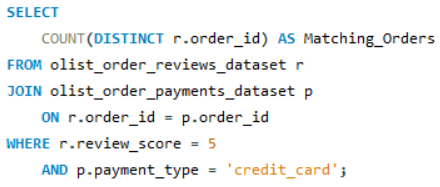 SELECT
    COUNT(DISTINCT r.order_id) AS Matching_Orders
FROM olist_order_reviews_dataset r
JOIN olist_order_payments_dataset p
    ON r.order_id = p.order_id
WHERE r.review_score = 5
    AND p.payment_type = 'credit_card';